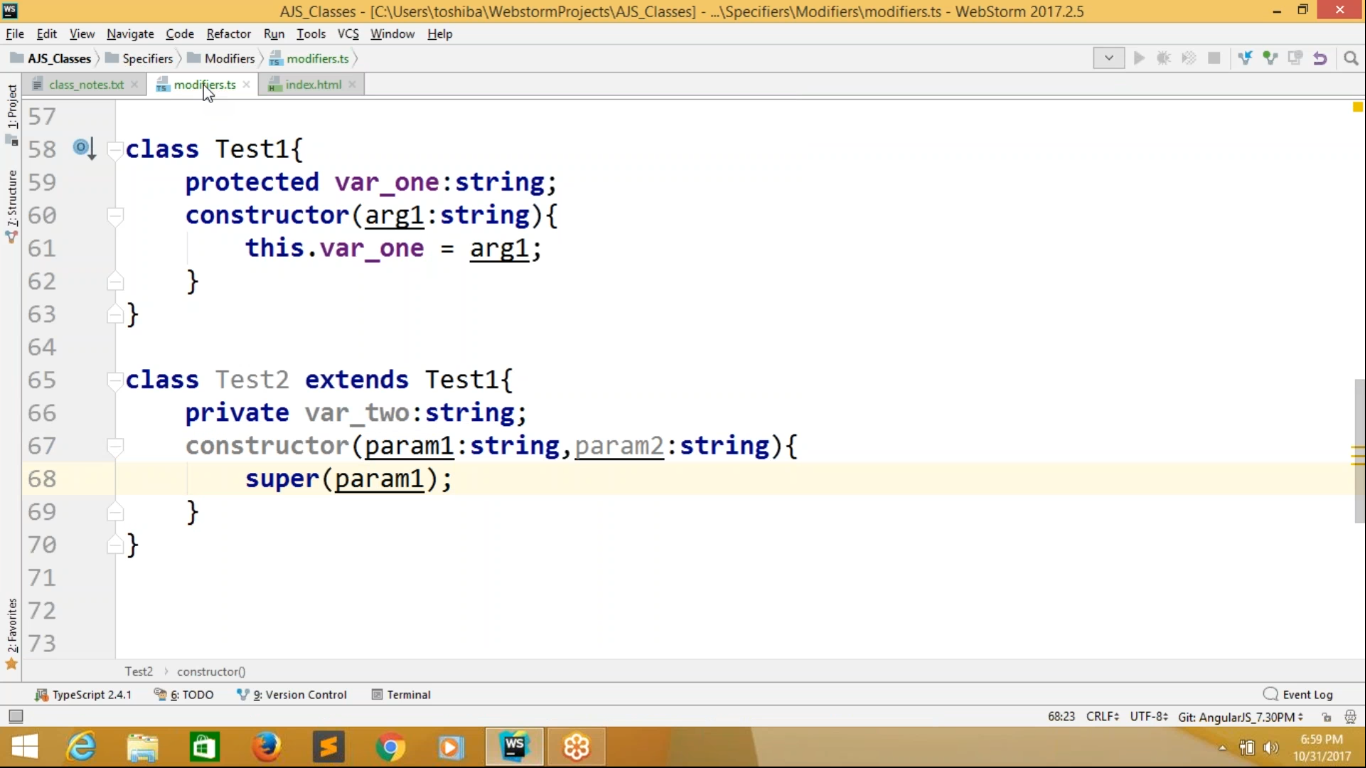 WS AJS_Classes - [C:\Users\toshiba\WebstormProjects\AJS_Classes] - ...\Specifiers\Modifiers\modifiers.ts - WebStorm 2017.2.5
File Edit View Navigate Code Refactor Run Tools VCS Window Help
AJS_Classes Specifiers Modifiers modifiers.ts
class_notes.txt modifiers.ts index.html
1: Project
7: Structure
2: Favorites
57
58 class Test1{
59 protected var_one:string;
60 constructor(arg1:string){
61 this.var_one = arg1;
62 }
63 }
64
65 class Test2 extends Test1{
66 private var_two:string;
67 constructor(param1:string,param2:string){
68 super(param1);
69 }
70 }
71
72
73
Test2 constructor()
TypeScript 2.4.1 6: TODO 9: Version Control Terminal Event Log
68:23 CRLF UTF-8 Git: AngularJS_7.30PM
WS 6:59 PM
10/31/2017